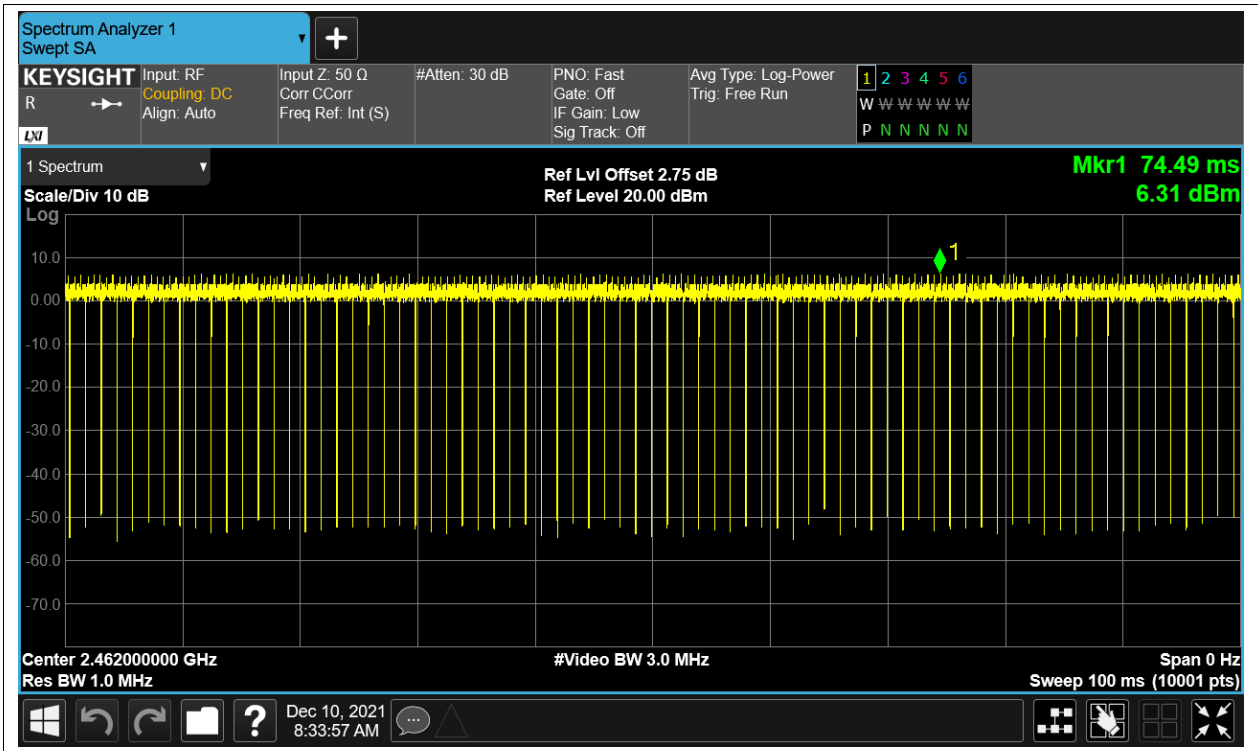 Spectrum Analyzer 1
Swept SA
KEYSIGHT
R
LXI
Input: RF
Coupling: DC
Align: Auto
Input Z: 50 Ω
Corr CCorr
Freq Ref: Int (S)
#Atten: 30 dB
PNO: Fast
Gate: Off
IF Gain: Low
Sig Track: Off
Avg Type: Log-Power
Trig: Free Run
1 2 3 4 5 6
W W W W W W
P N N N N N
1 Spectrum
Scale/Div 10 dB
Ref Lvl Offset 2.75 dB
Ref Level 20.00 dBm
Mkr1 74.49 ms
6.31 dBm
Log
1
10.0
0.00
-10.0
-20.0
-30.0
-40.0
-50.0
-60.0
-70.0
Center 2.462000000 GHz
Res BW 1.0 MHz
#Video BW 3.0 MHz
Span 0 Hz
Sweep 100 ms (10001 pts)
Dec 10, 2021
8:33:57 AM